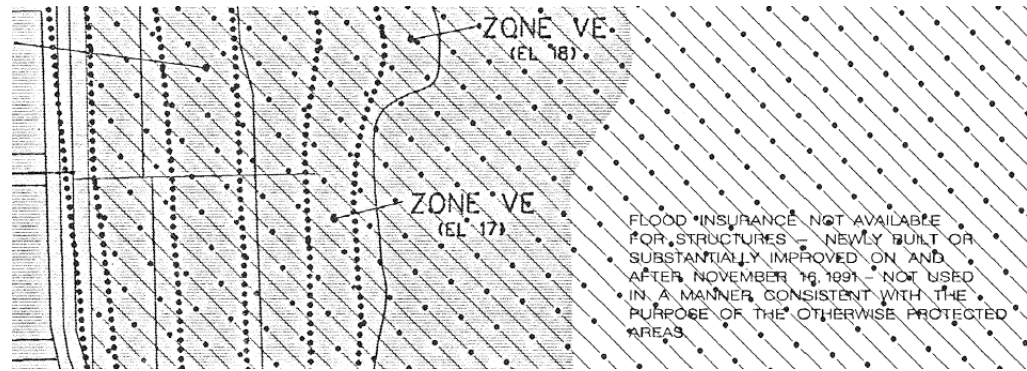 ZONE VE
(EL 18)
ZONE VE
(EL 17)
FLOOD INSURANCE NOT AVAILABLE
FOR STRUCTURES – NEWLY BUILT OR
SUBSTANTIALLY IMPROVED ON AND
AFTER NOVEMBER 16, 1991 – NOT USED
IN A MANNER CONSISTENT WITH THE
PURPOSE OF THE OTHERWISE PROTECTED
AREAS.